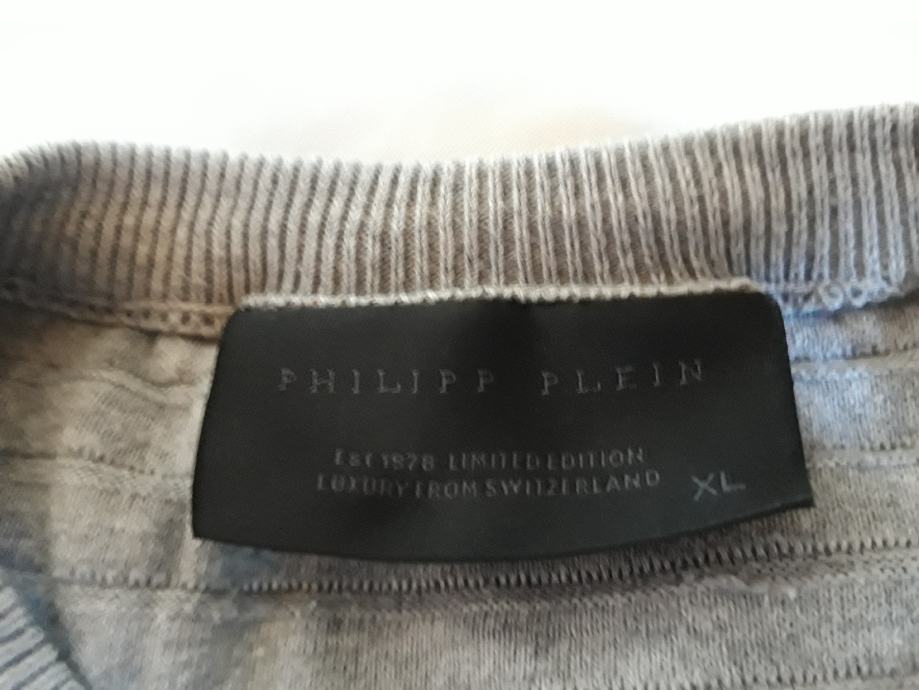 PHILIPP PLEIN
EST 1978 LIMITED EDITION
LUXURY FROM SWITZERLAND
XL